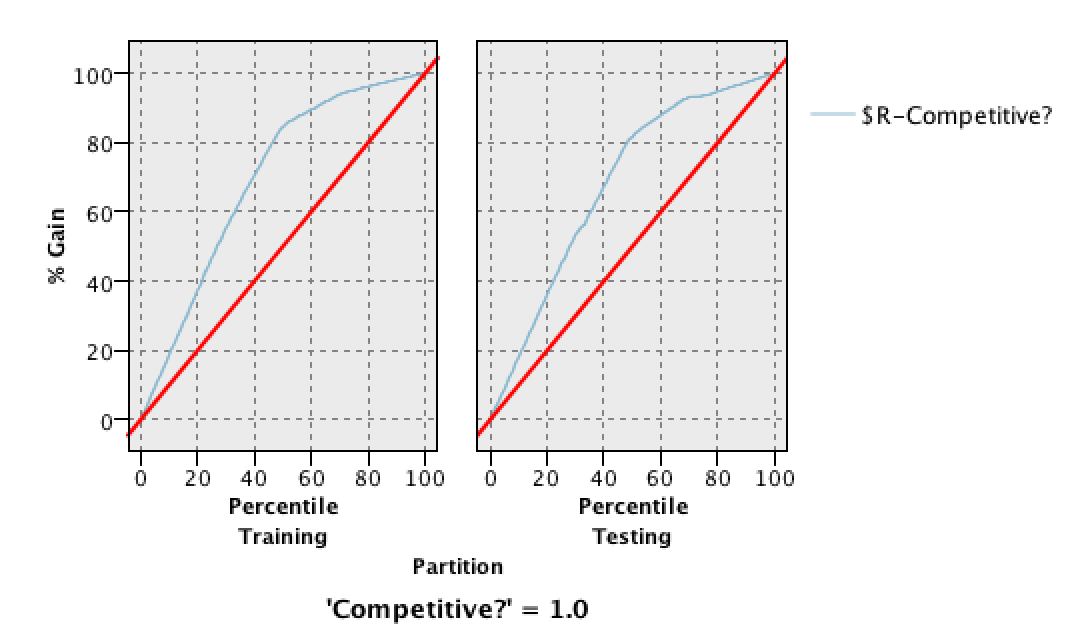 100
80
60
40
20
0
% Gain
0 20 40 60 80 100
Percentile
Training
0 20 40 60 80 100
Percentile
Testing
Partition
'Competitive?' = 1.0
$R-Competitive?